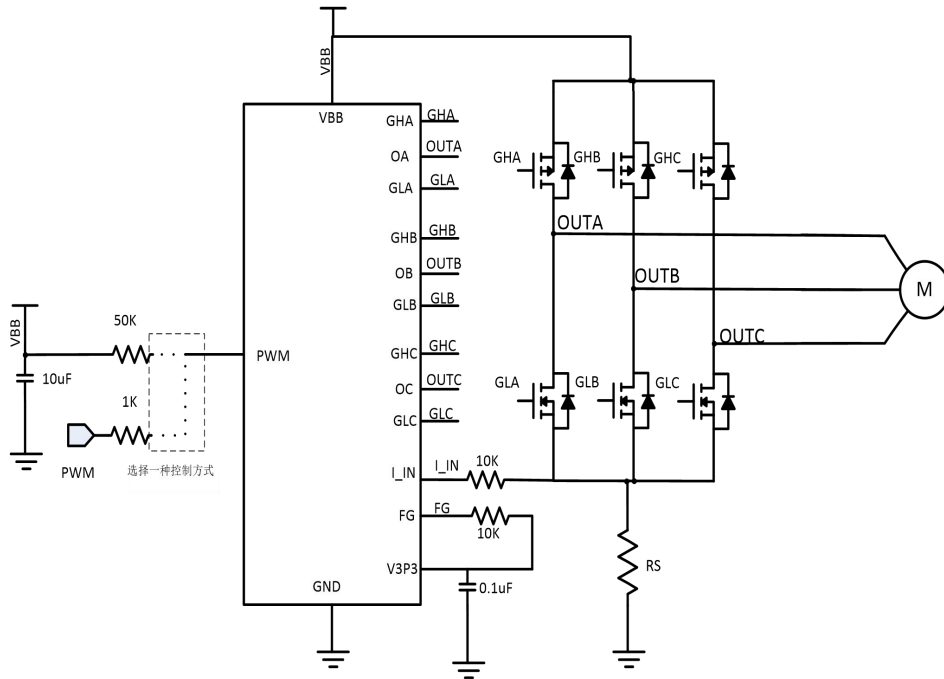 VBB
VBB
GHA GHA
OA OUTA
GLA GLA
GHB GHB
OB OUTB
GLB GLB
GHC GHC
OC OUTC
GLC GLC
I_IN I_IN 10K
FG FG
10K
V3P3
0.1uF
GND
VBB
50K
10uF
PWM
1K
PWM
选择一种控制方式
GHA GHB GHC
OUTA
OUTB
OUTC
M
GLA GLB GLC
RS